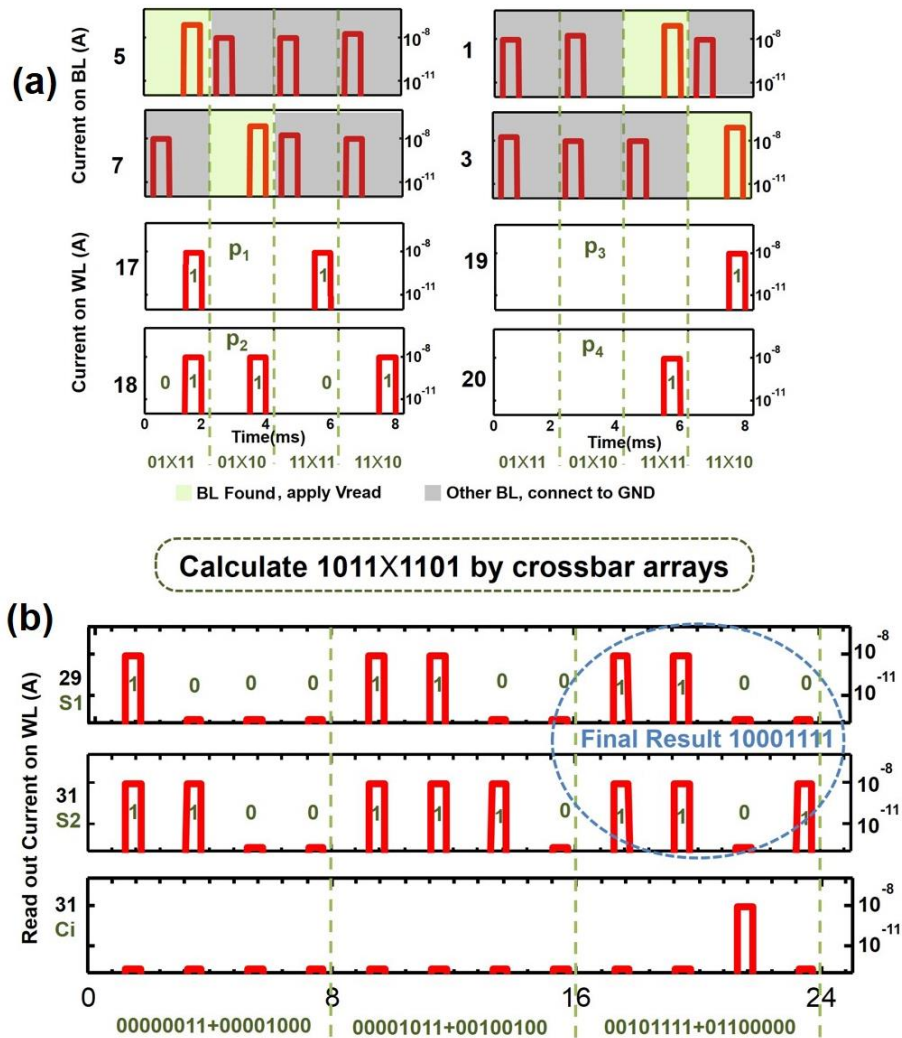 (a)
Current on BL (A)
5
10⁻⁸
10⁻¹¹
1
10⁻⁸
10⁻¹¹
7
10⁻⁸
10⁻¹¹
3
10⁻⁸
10⁻¹¹
Current on WL (A)
17
p₁
1
1
10⁻⁸
10⁻¹¹
19
p₃
1
10⁻⁸
10⁻¹¹
18
p₂
0
1
1
0
1
10⁻⁸
10⁻¹¹
20
p₄
1
10⁻⁸
10⁻¹¹
0 2 4 6 8
Time(ms)
0 2 4 6 8
Time(ms)
01X11 01X10 11X11 11X10
01X11 01X10 11X11 11X10
BL Found, apply Vread
Other BL, connect to GND
Calculate 1011X1101 by crossbar arrays
(b)
Read out Current on WL (A)
29
S1
1 0 0 0 1 1 0 0 1 1 0 0
10⁻⁸
10⁻¹¹
Final Result 10001111
31
S2
1 1 0 0 1 1 1 0 1 1 0 1
10⁻⁸
10⁻¹¹
31
Ci
10⁻⁸
10⁻¹¹
0 8 16 24
00000011+00001000
00001011+00100100
00101111+01100000